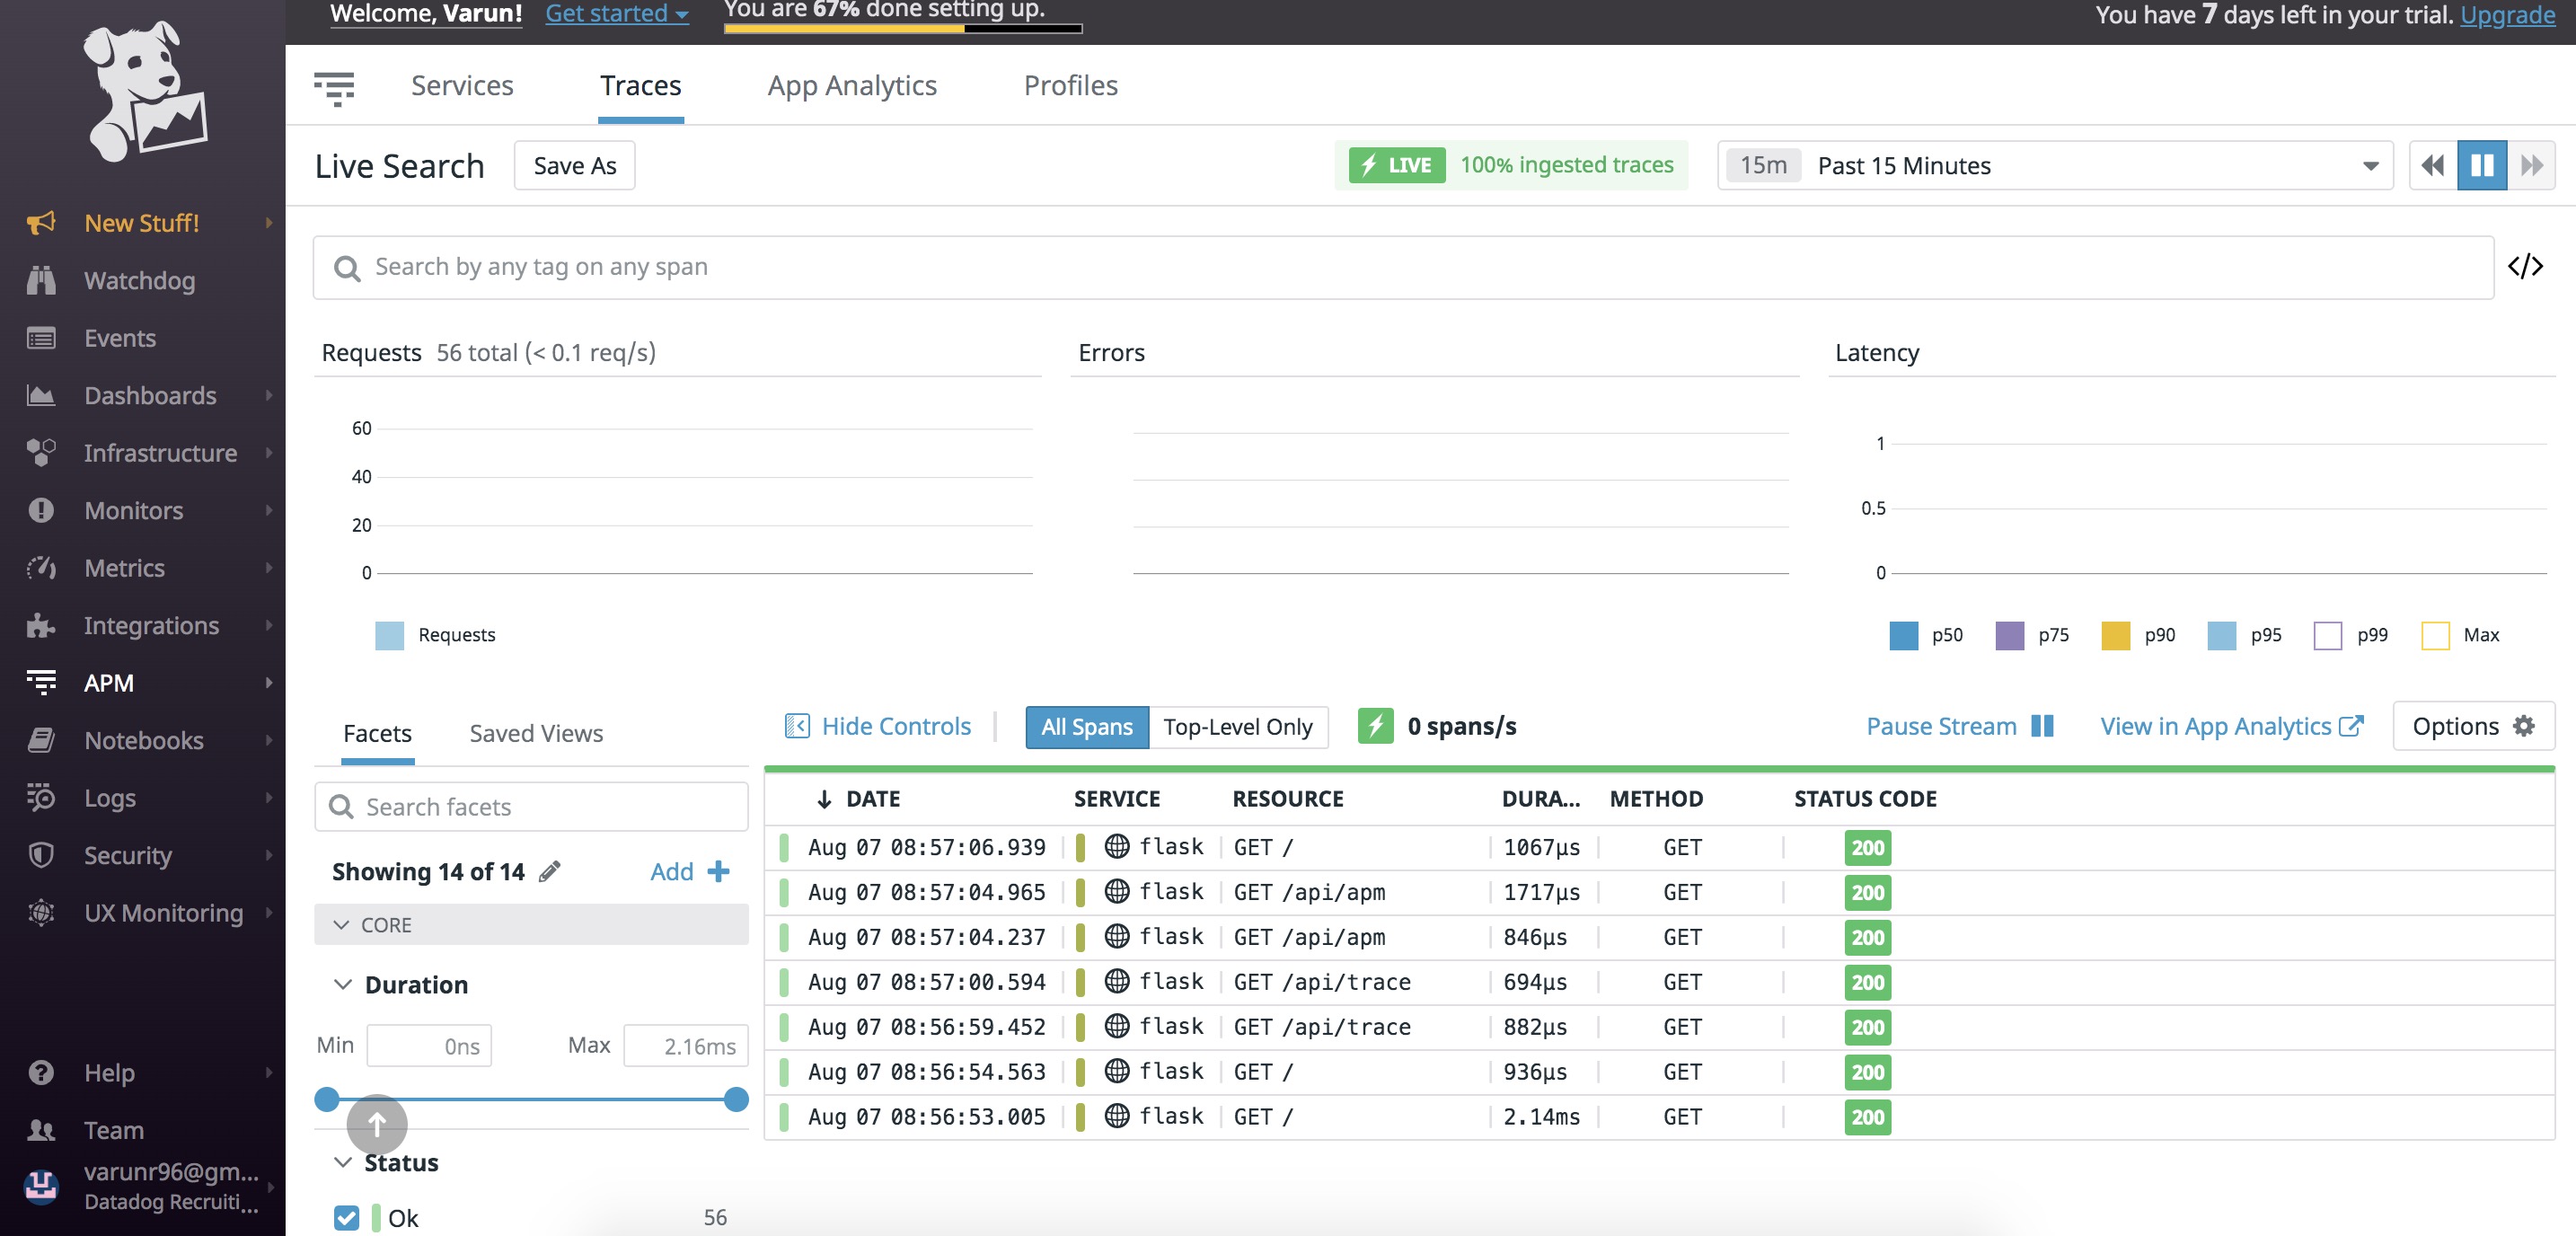 Welcome, Varun! Get started You are 67% done setting up. You have 7 days left in your trial. Upgrade
Services Traces App Analytics Profiles
Live Search Save As LIVE 100% ingested traces 15m Past 15 Minutes
New Stuff!
Watchdog
Events
Dashboards
Infrastructure
Monitors
Metrics
Integrations
APM
Notebooks
Logs
Security
UX Monitoring
Help
Team
varunr96@gm...
Datadog Recruiti...
Search by any tag on any span </>
Requests 56 total (< 0.1 req/s)
60
40
20
0
Requests
Errors
Latency
1
0.5
0
p50 p75 p90 p95 p99 Max
Facets Saved Views
Search facets
Showing 14 of 14 Add
CORE
Duration
Min 0ns Max 2.16ms
Status
Ok 56
Hide Controls All Spans Top-Level Only 0 spans/s Pause Stream View in App Analytics Options
DATE SERVICE RESOURCE DURA... METHOD STATUS CODE
Aug 07 08:57:06.939 flask GET / 1067µs GET 200
Aug 07 08:57:04.965 flask GET /api/apm 1717µs GET 200
Aug 07 08:57:04.237 flask GET /api/apm 846µs GET 200
Aug 07 08:57:00.594 flask GET /api/trace 694µs GET 200
Aug 07 08:56:59.452 flask GET /api/trace 882µs GET 200
Aug 07 08:56:54.563 flask GET / 936µs GET 200
Aug 07 08:56:53.005 flask GET / 2.14ms GET 200